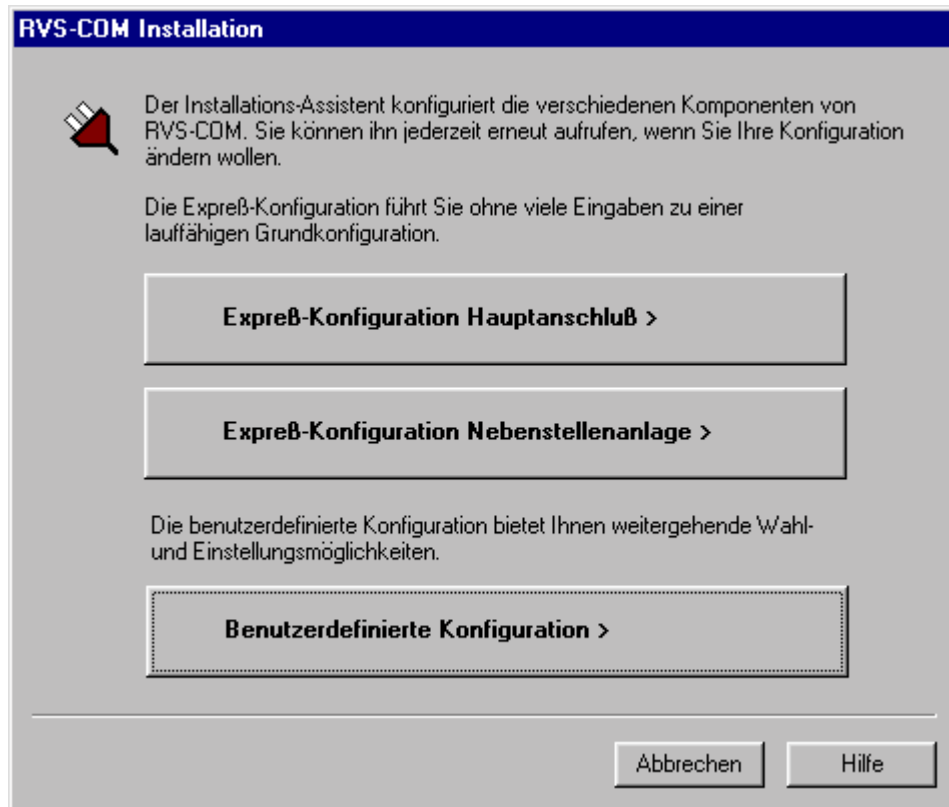 RVS-COM Installation
Der Installations-Assistent konfiguriert die verschiedenen Komponenten von
RVS-COM. Sie können ihn jederzeit erneut aufrufen, wenn Sie Ihre Konfiguration
ändern wollen.
Die Expreß-Konfiguration führt Sie ohne viele Eingaben zu einer
lauffähigen Grundkonfiguration.
Expreß-Konfiguration Hauptanschluß >
Expreß-Konfiguration Nebenstellenanlage >
Die benutzerdefinierte Konfiguration bietet Ihnen weitergehende Wahl-
und Einstellungsmöglichkeiten.
Benutzerdefinierte Konfiguration >
Abbrechen
Hilfe